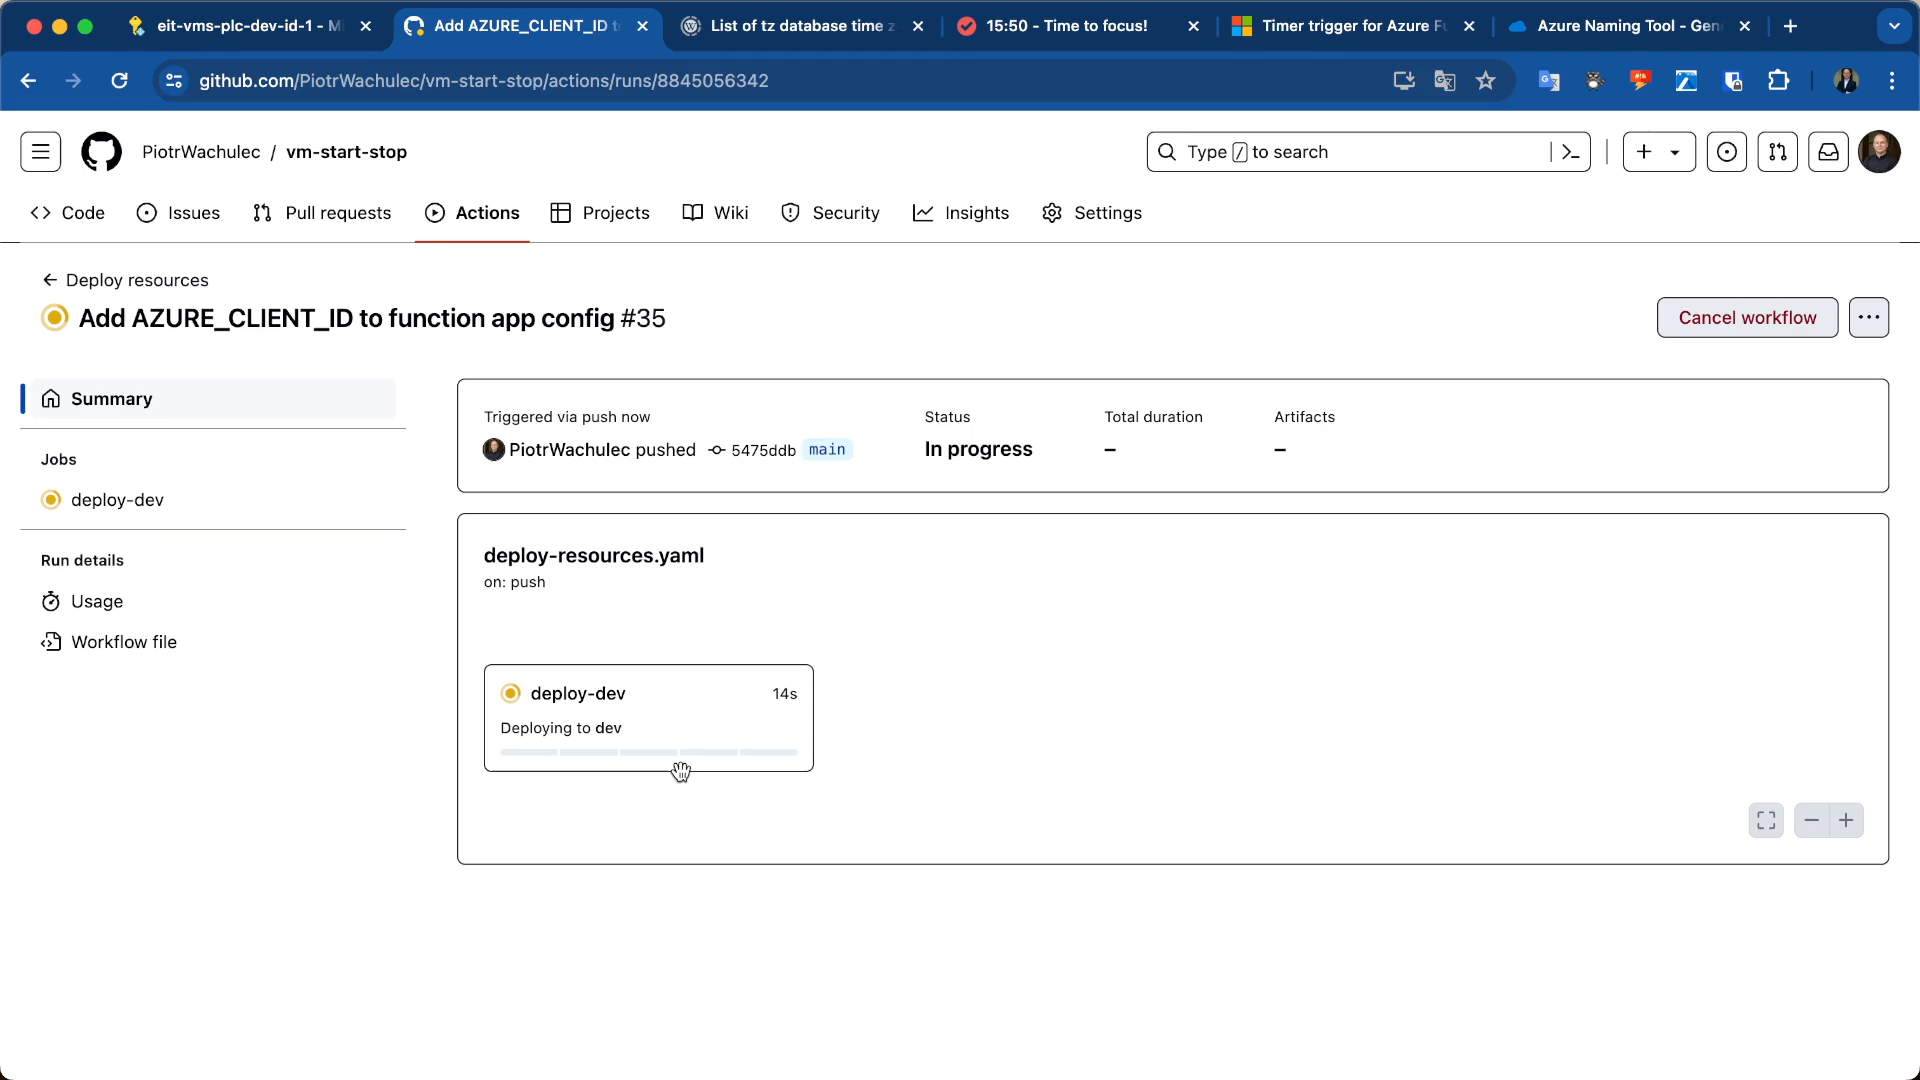 eit-vms-plc-dev-id-1 - Mi
Add AZURE_CLIENT_ID to
List of tz database time z
15:50 - Time to focus!
Timer trigger for Azure Fu
Azure Naming Tool - Gen
github.com/PiotrWachulec/vm-start-stop/actions/runs/8845056342
PiotrWachulec / vm-start-stop
Type / to search
Code
Issues
Pull requests
Actions
Projects
Wiki
Security
Insights
Settings
Deploy resources
Add AZURE_CLIENT_ID to function app config #35
Cancel workflow
Summary
Triggered via push now
Status
Total duration
Artifacts
PiotrWachulec pushed 5475ddb main
In progress
–
–
Jobs
deploy-dev
Run details
Usage
Workflow file
deploy-resources.yaml
on: push
deploy-dev
14s
Deploying to dev